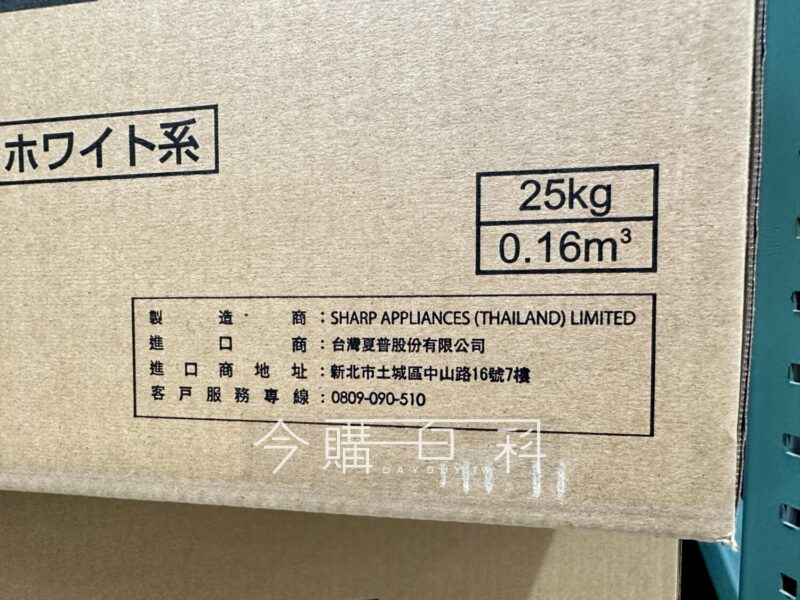 ホワイト系
25kg
0.16m³
製造商：SHARP APPLIANCES (THAILAND) LIMITED
進口商：台灣夏普股份有限公司
進口商地址：新北市土城區中山路16號7樓
客戶服務專線：0809-090-510
今購百科
DAYBUY.TW